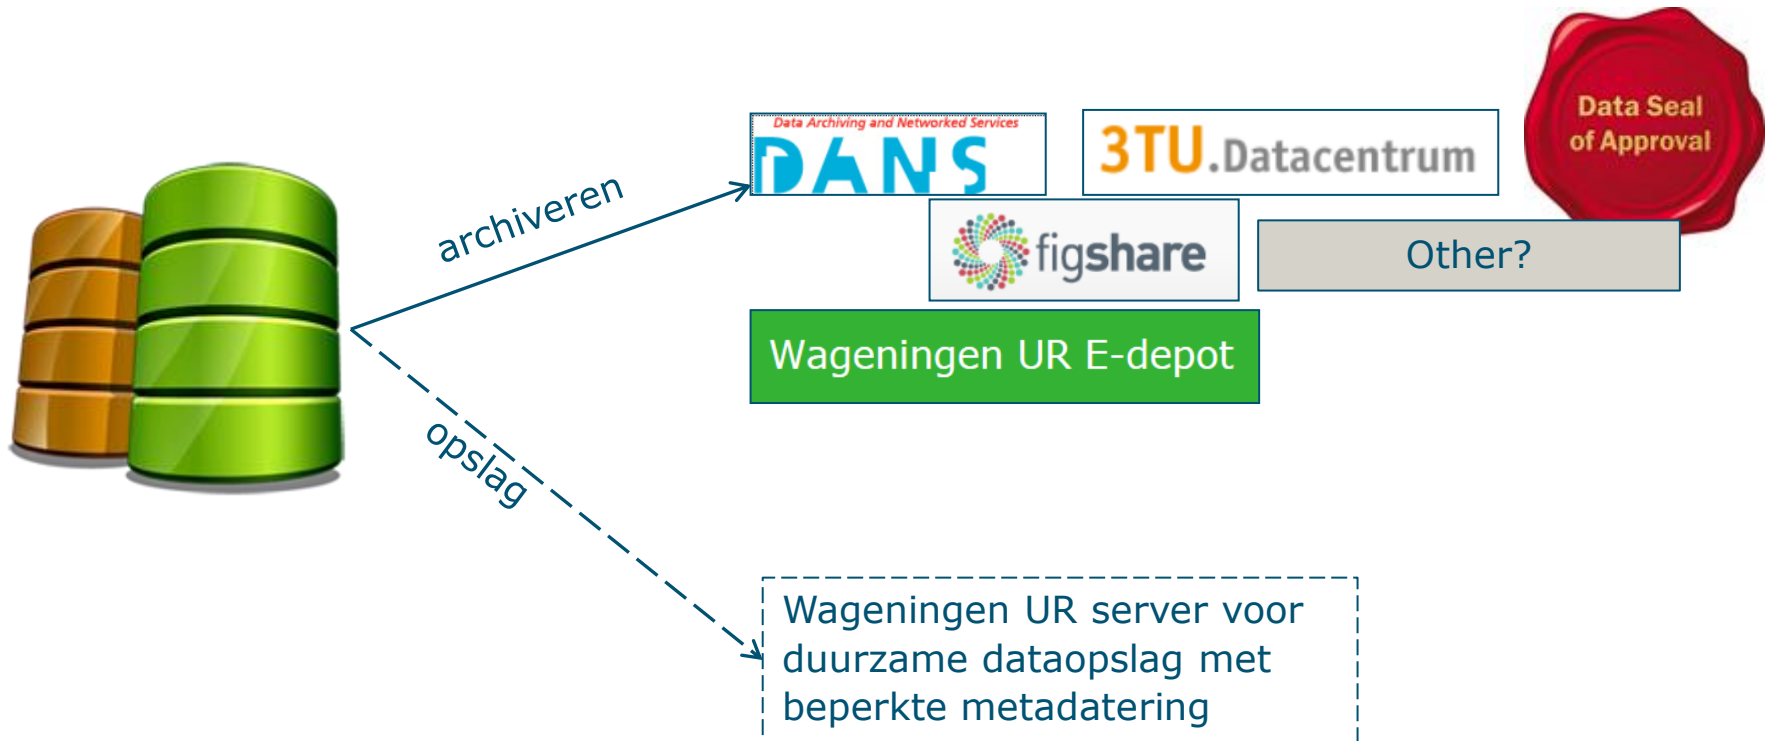 Data Archiving and Networked Services
DANS
3TU.Datacentrum
Data Seal
of Approval
archiveren
figshare
Other?
Wageningen UR E-depot
opslag
Wageningen UR server voor
duurzame dataopslag met
beperkte metadatering